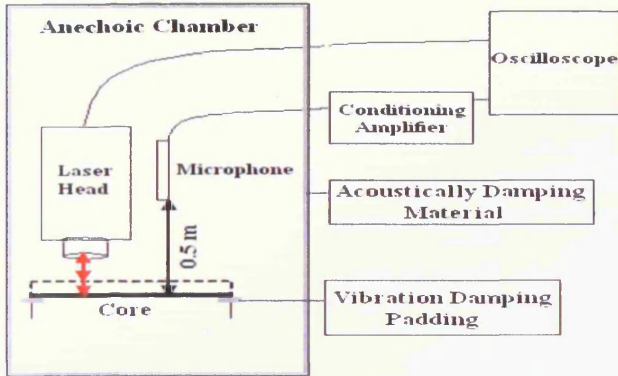 Anechoic Chamber
Oscilloscope
Conditioning
Amplifier
Laser
Head
Microphone
Acoustically Damping
Material
0.5 m
Vibration Damping
Padding
Core